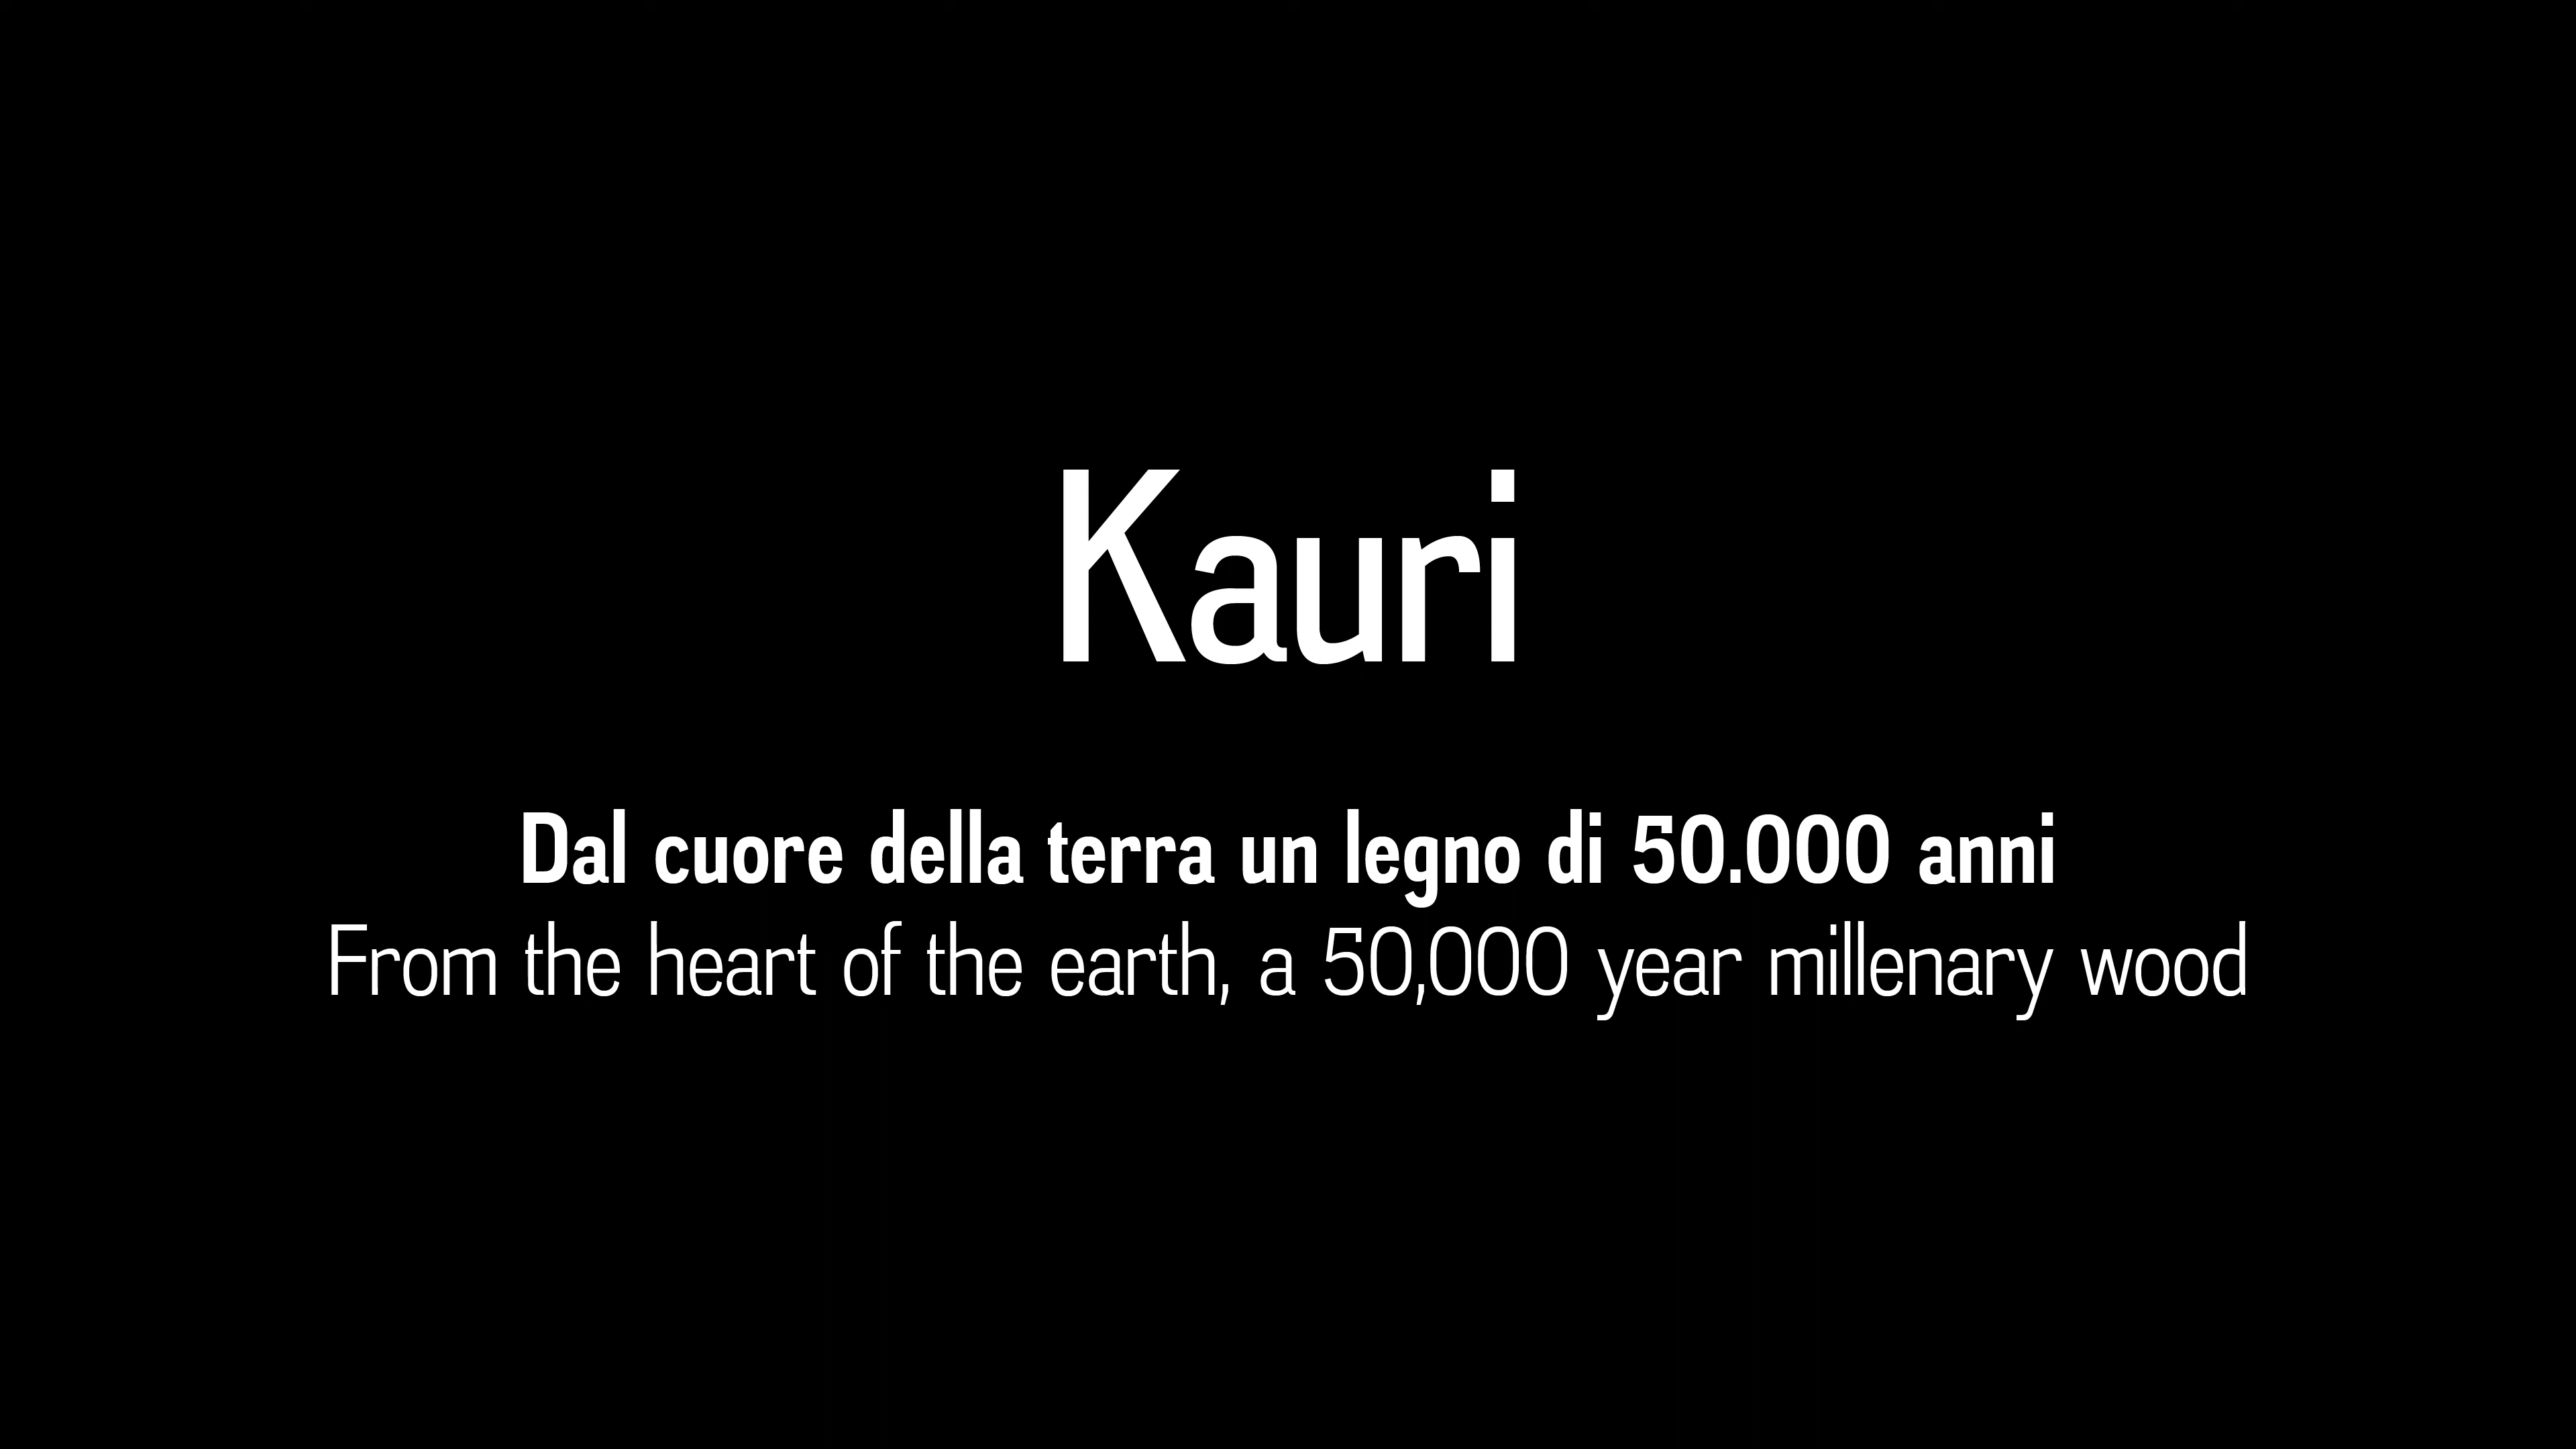 Kauri
Dal cuore della terra un legno di 50.000 anni
From the heart of the earth, a 50,000 year millenary wood